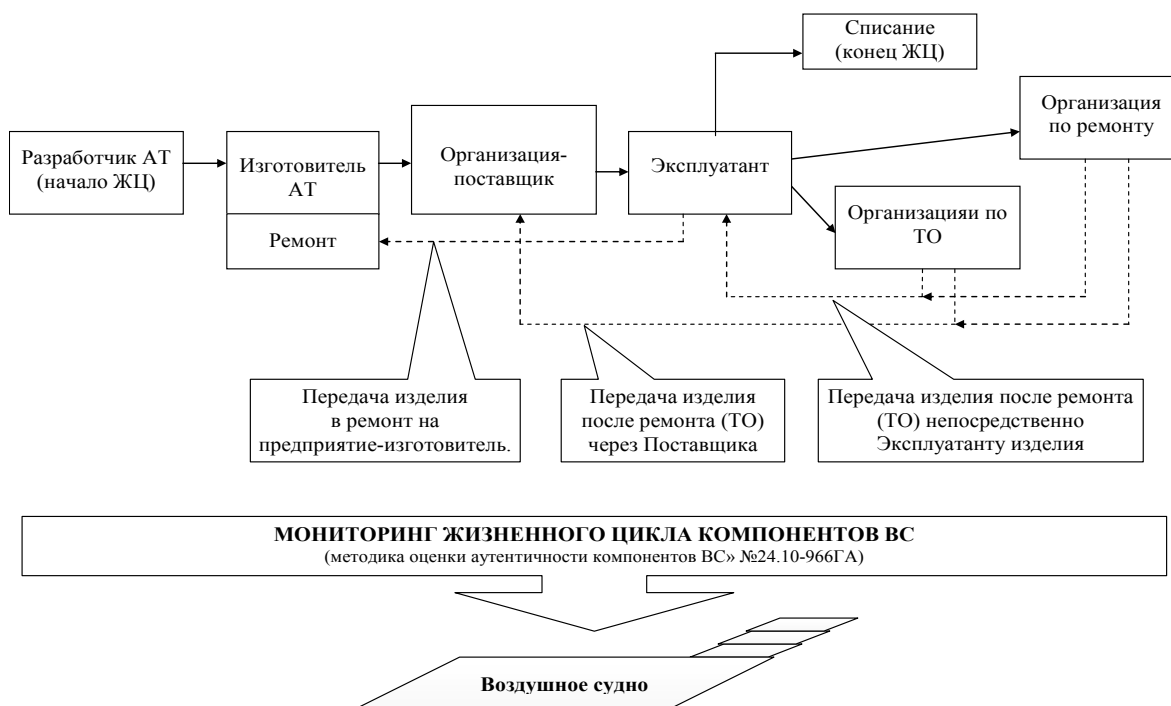 Списание
(конец ЖЦ)
Организация
по ремонту
Разработчик АТ
(начало ЖЦ)
Изготовитель
АТ
Ремонт
Организация-
поставщик
Эксплуатант
Организацияи по
ТО
Передача изделия
в ремонт на
предприятие-изготовитель.
Передача изделия
после ремонта (ТО)
через Поставщика
Передача изделия после ремонта
(ТО) непосредственно
Эксплуатанту изделия
МОНИТОРИНГ ЖИЗНЕННОГО ЦИКЛА КОМПОНЕНТОВ ВС
(методика оценки аутентичности компонентов ВС» №24.10-966ГА)
Воздушное судно